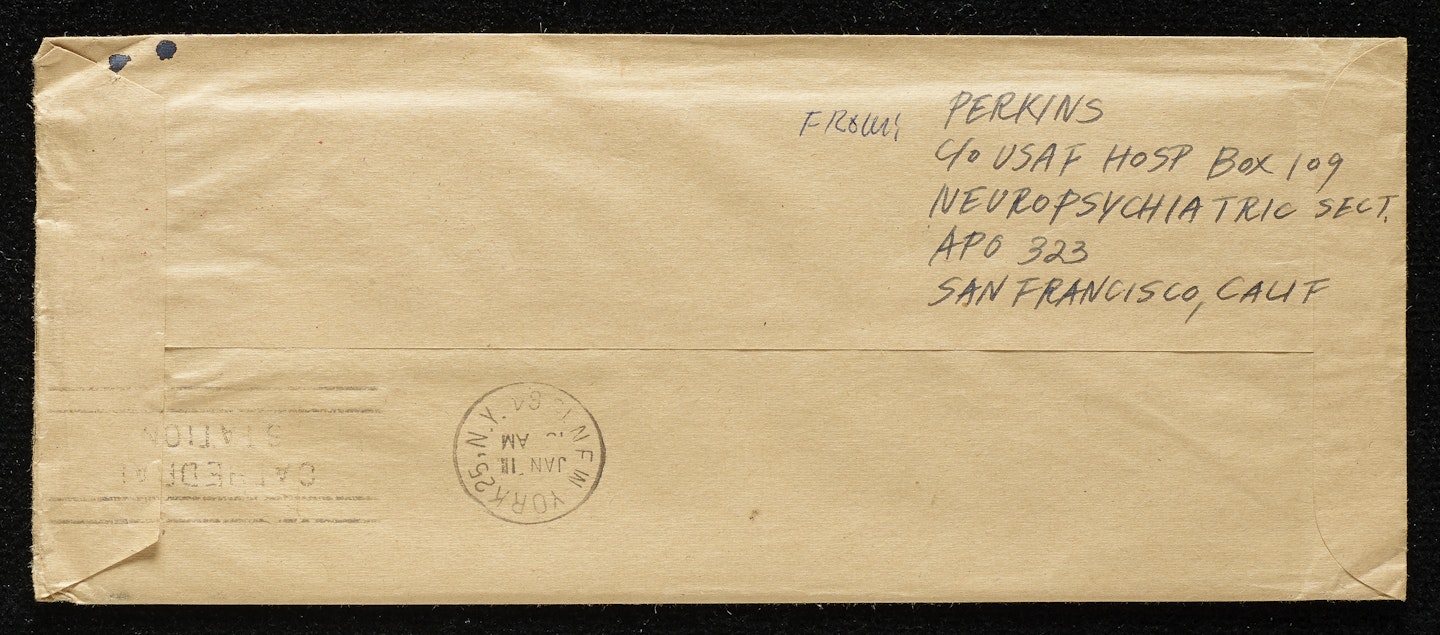 FROM: PERKINS
C/O USAF HOSP BOX 109
NEUROPSYCHIATRIC SECT.
APO 323
SAN FRANCISCO, CALIF
NEW YORK 25, N.Y.
JAN
AM
CATHEDRAL
STATION